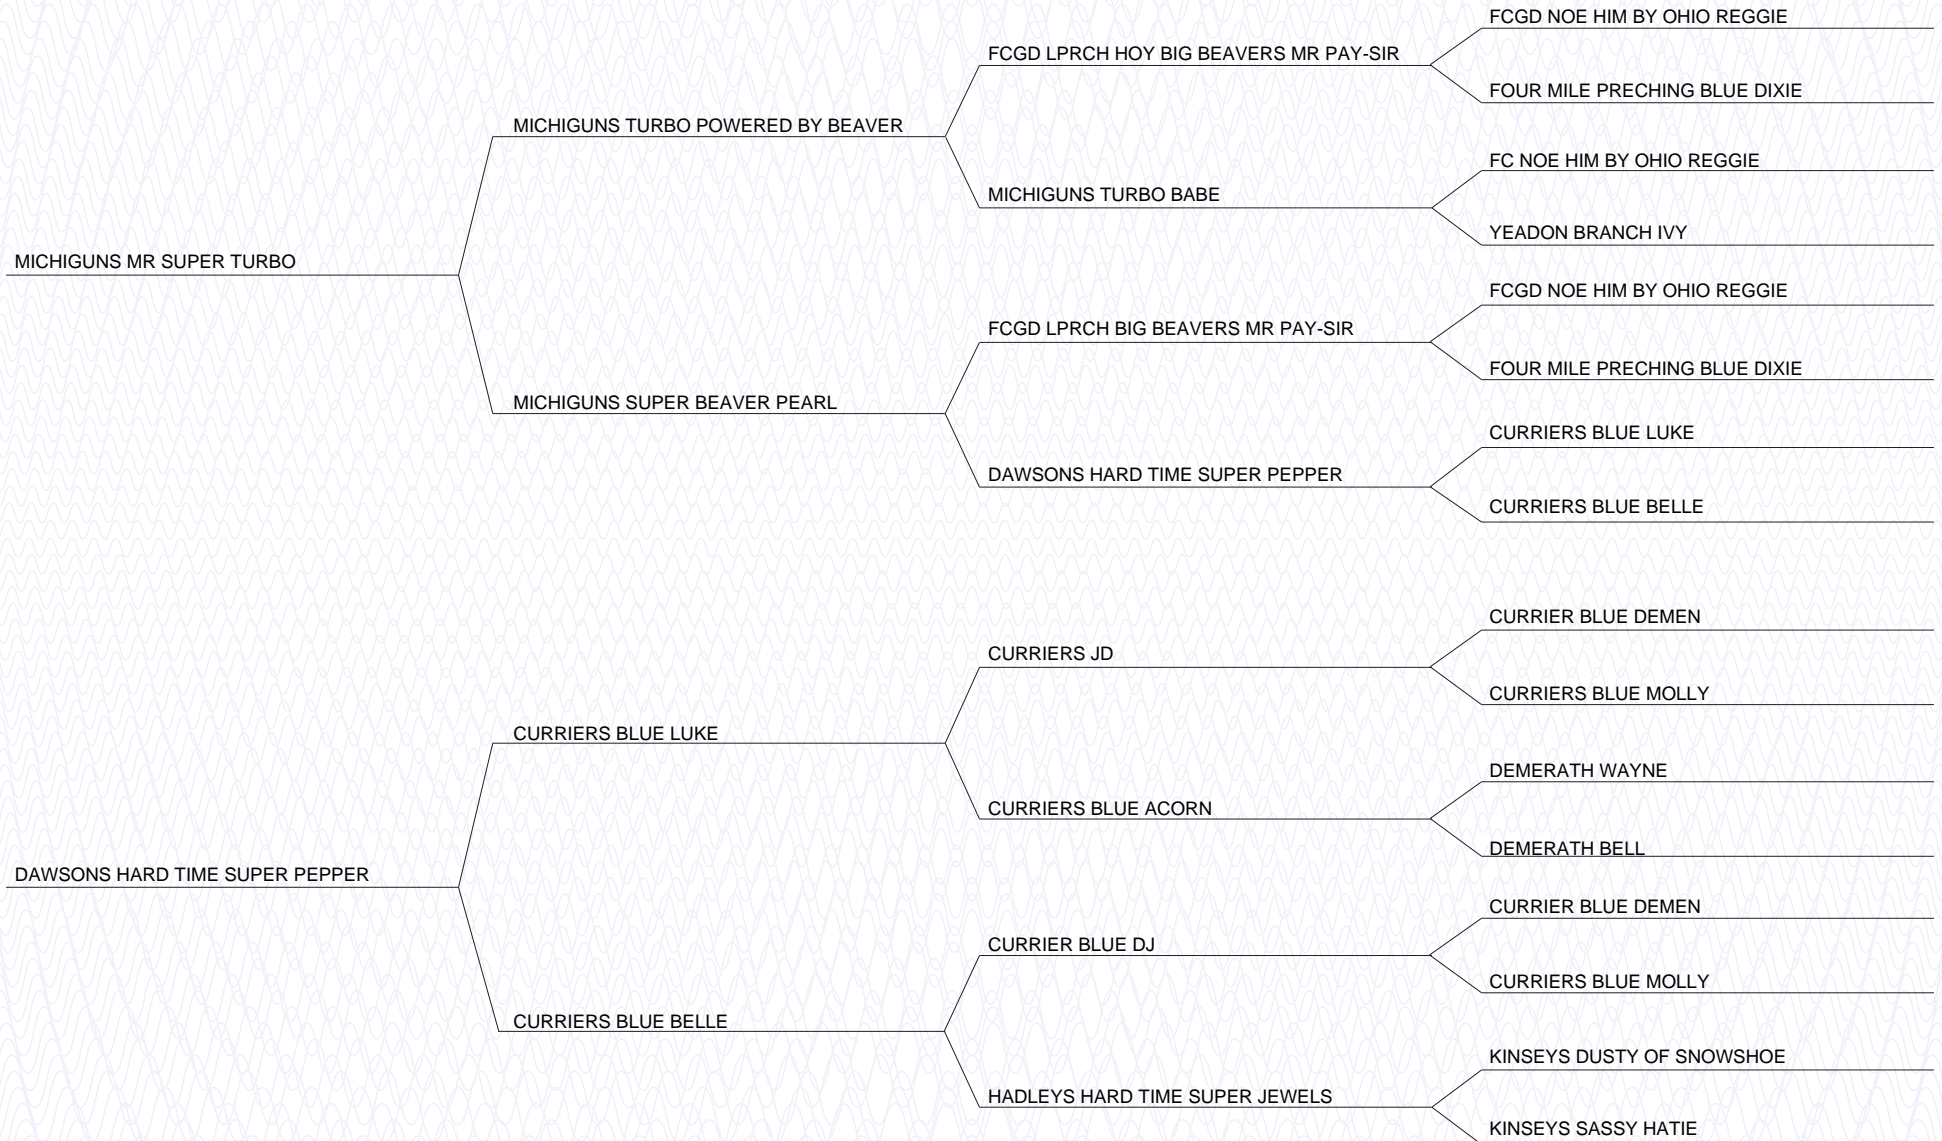 FCGD NOE HIM BY OHIO REGGIE
FCGD LPRCH HOY BIG BEAVERS MR PAY-SIR
FOUR MILE PRECHING BLUE DIXIE
MICHIGUNS TURBO POWERED BY BEAVER
FC NOE HIM BY OHIO REGGIE
MICHIGUNS TURBO BABE
YEADON BRANCH IVY
MICHIGUNS MR SUPER TURBO
FCGD NOE HIM BY OHIO REGGIE
FCGD LPRCH BIG BEAVERS MR PAY-SIR
FOUR MILE PRECHING BLUE DIXIE
MICHIGUNS SUPER BEAVER PEARL
CURRIERS BLUE LUKE
DAWSONS HARD TIME SUPER PEPPER
CURRIERS BLUE BELLE
CURRIER BLUE DEMEN
CURRIERS JD
CURRIERS BLUE MOLLY
CURRIERS BLUE LUKE
DEMERATH WAYNE
CURRIERS BLUE ACORN
DEMERATH BELL
DAWSONS HARD TIME SUPER PEPPER
CURRIER BLUE DEMEN
CURRIER BLUE DJ
CURRIERS BLUE MOLLY
CURRIERS BLUE BELLE
KINSEYS DUSTY OF SNOWSHOE
HADLEYS HARD TIME SUPER JEWELS
KINSEYS SASSY HATIE